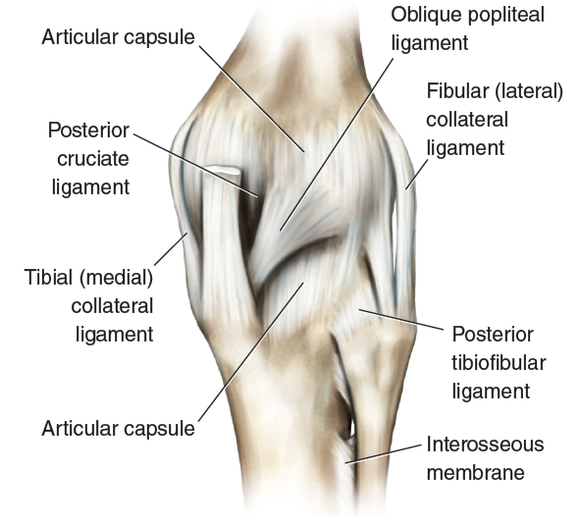 Articular capsule
Oblique popliteal
ligament
Fibular (lateral)
collateral
ligament
Posterior
cruciate
ligament
Tibial (medial)
collateral
ligament
Posterior
tibiofibular
ligament
Articular capsule
Interosseous
membrane